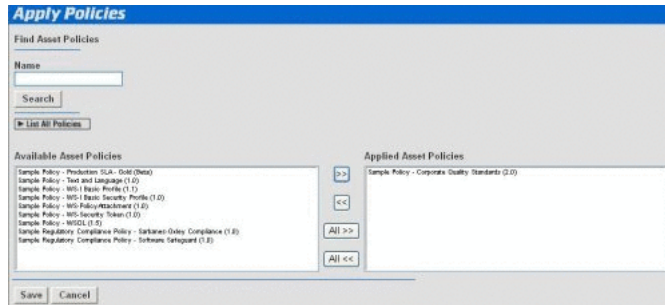 Apply Policies
Find Asset Policies
Name
Search
► List All Policies
Available Asset Policies
Sample Policy - Production SLA - Gold (Beta)
Sample Policy - Text and Language (1.0)
Sample Policy - WS-I Basic Profile (1.1)
Sample Policy - WS-I Basic Security Profile (1.0)
Sample Policy - WS-PolicyAttachment (1.0)
Sample Policy - WS-Security Token (1.0)
Sample Policy - WSDL (1.5)
Sample Regulatory Compliance Policy - Sarbanes-Oxley Compliance (1.0)
Sample Regulatory Compliance Policy - Software Safeguard (1.0)
>>
<<
All >>
All <<
Applied Asset Policies
Sample Policy - Corporate Quality Standards (2.0)
Save
Cancel